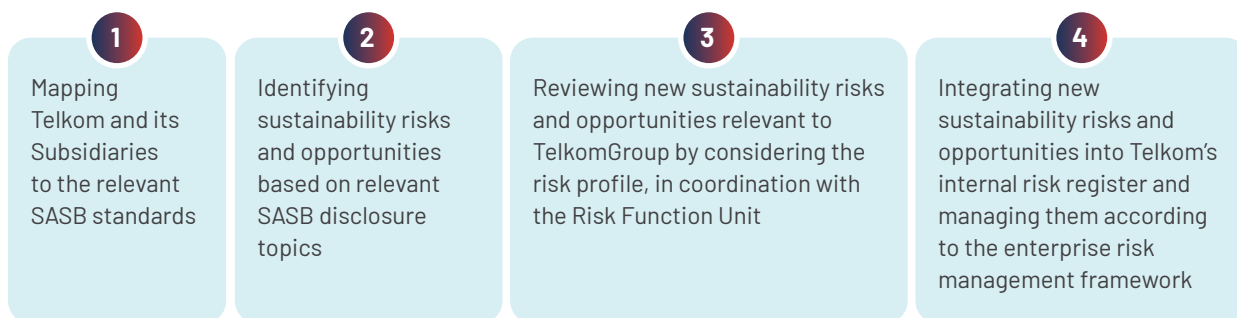 1
Mapping
Telkom and its
Subsidiaries
to the relevant
SASB standards
2
Identifying
sustainability risks
and opportunities
based on relevant
SASB disclosure
topics
3
Reviewing new sustainability risks
and opportunities relevant to
TelkomGroup by considering the
risk profile, in coordination with
the Risk Function Unit
4
Integrating new
sustainability risks and
opportunities into Telkom’s
internal risk register and
managing them according
to the enterprise risk
management framework